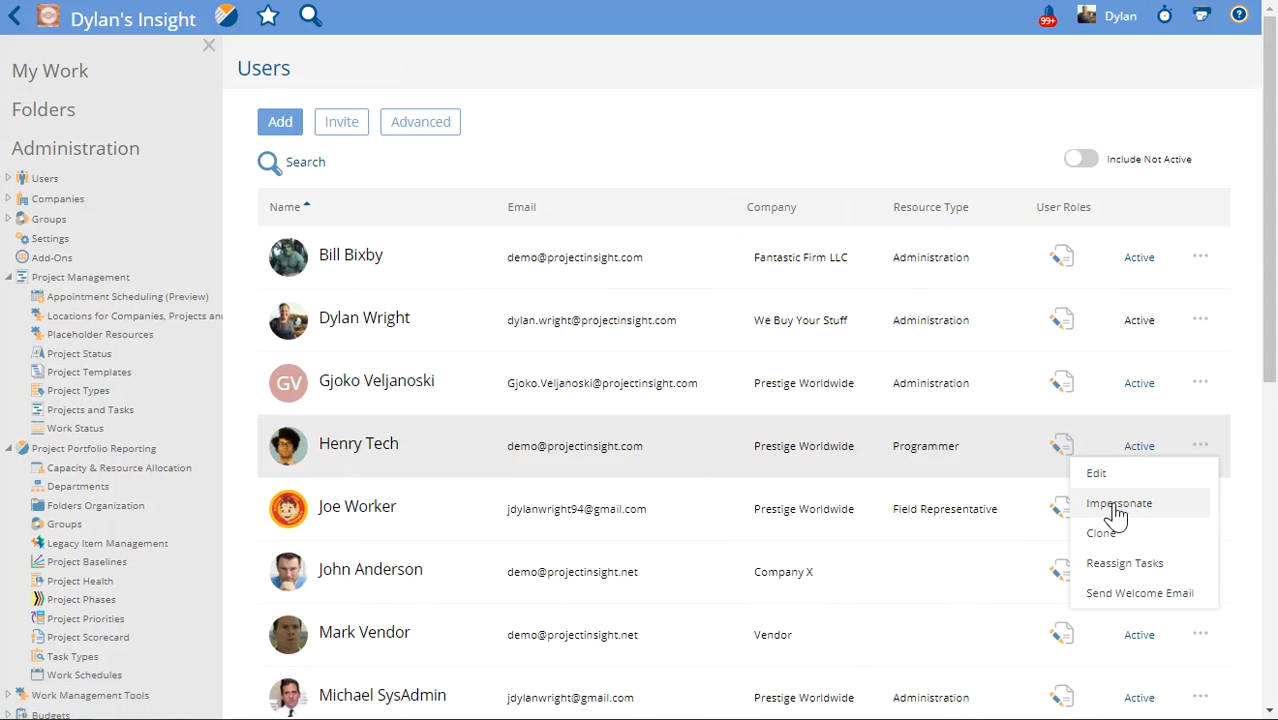 Dylan's Insight
99+
Dylan
?
My Work
Folders
Administration
Users
Companies
Groups
Settings
Add-Ons
Project Management
Appointment Scheduling (Preview)
Locations for Companies, Projects and
Placeholder Resources
Project Status
Project Templates
Project Types
Projects and Tasks
Work Status
Project Portfolio Reporting
Capacity & Resource Allocation
Departments
Folders Organization
Groups
Legacy Item Management
Project Baselines
Project Health
Project Phases
Project Priorities
Project Scorecard
Task Types
Work Schedules
Work Management Tools
Budgets
Users
Add Invite Advanced
Search
Include Not Active
Name Email Company Resource Type User Roles
Bill Bixby demo@projectinsight.com Fantastic Firm LLC Administration Active ...
Dylan Wright dylan.wright@projectinsight.com We Buy Your Stuff Administration Active ...
GV Gjoko Veljanoski Gjoko.Veljanoski@projectinsight.com Prestige Worldwide Administration Active ...
Henry Tech demo@projectinsight.com Prestige Worldwide Programmer Active ...
Joe Worker jdylanwright94@gmail.com Prestige Worldwide Field Representative
John Anderson demo@projectinsight.net Company X
Mark Vendor demo@projectinsight.net Vendor Active ...
Michael SysAdmin jdylanwright@gmail.com Prestige Worldwide Administration Active ...
Edit
Impersonate
Clone
Reassign Tasks
Send Welcome Email